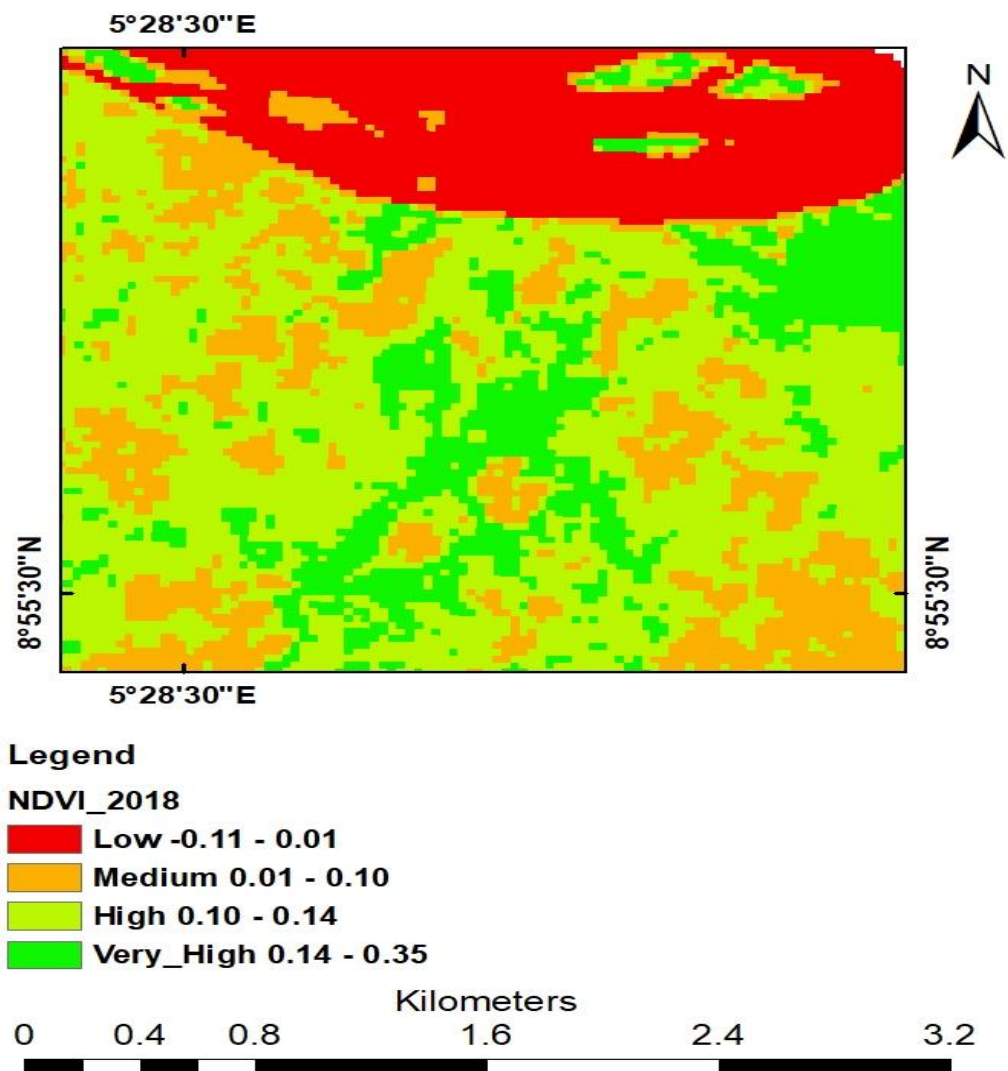 5°28'30"E
N
8°55'30"N
8°55'30"N
5°28'30"E
Legend
NDVI_2018
Low -0.11 - 0.01
Medium 0.01 - 0.10
High 0.10 - 0.14
Very_High 0.14 - 0.35
Kilometers
0 0.4 0.8 1.6 2.4 3.2